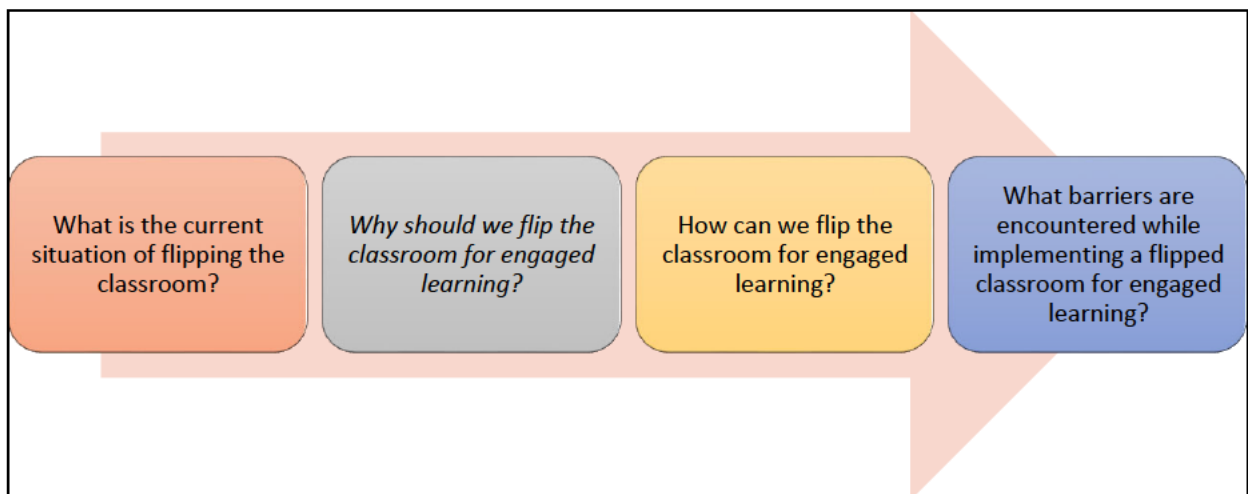 What is the current
situation of flipping the
classroom?
Why should we flip the
classroom for engaged
learning?
How can we flip the
classroom for engaged
learning?
What barriers are
encountered while
implementing a flipped
classroom for engaged
learning?